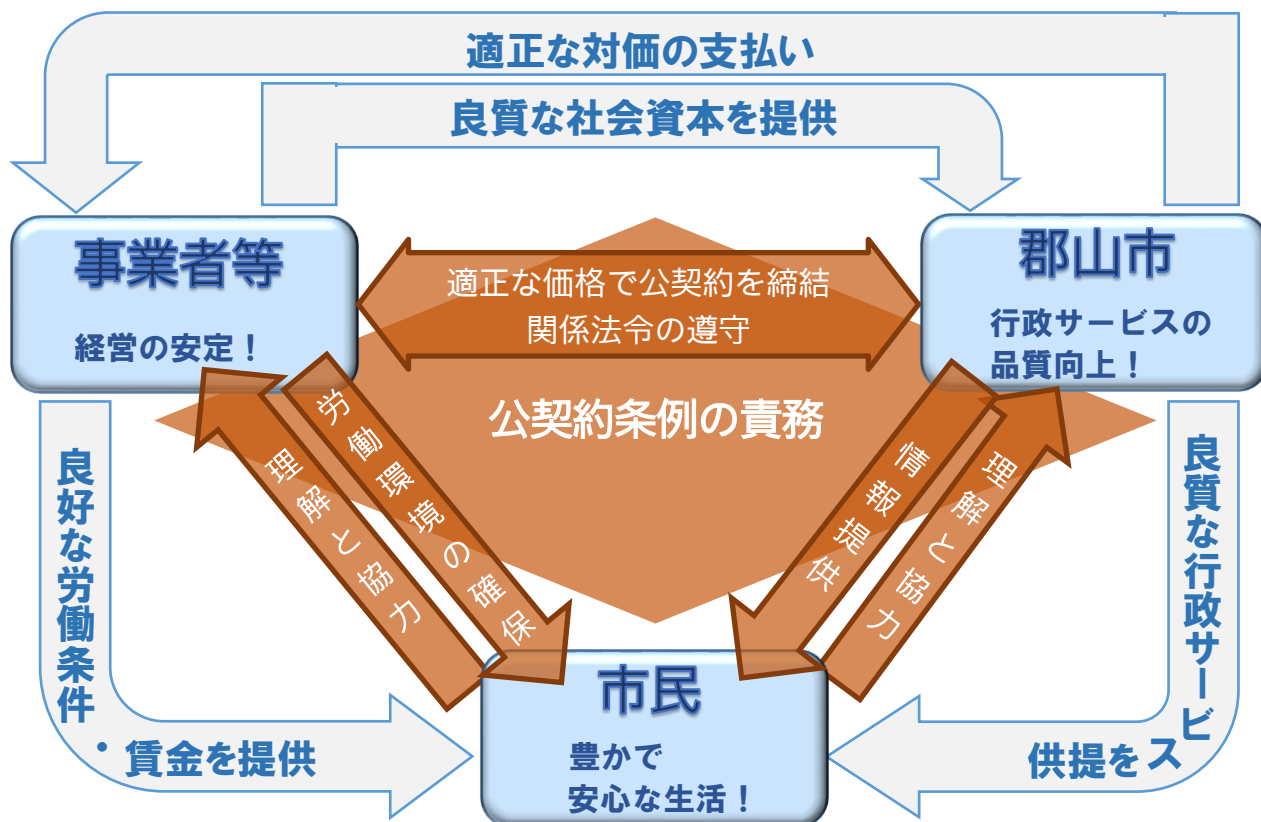 適正な対価の支払い
良質な社会資本を提供
事業者等
経営の安定！
郡山市
行政サービスの
品質向上！
適正な価格で公契約を締結
関係法令の遵守
公契約条例の責務
労働環境の確保
理解と協力
情報提供
理解と協力
良好な労働条件・賃金を提供
良質な行政サービスを提供
市民
豊かで
安心な生活！